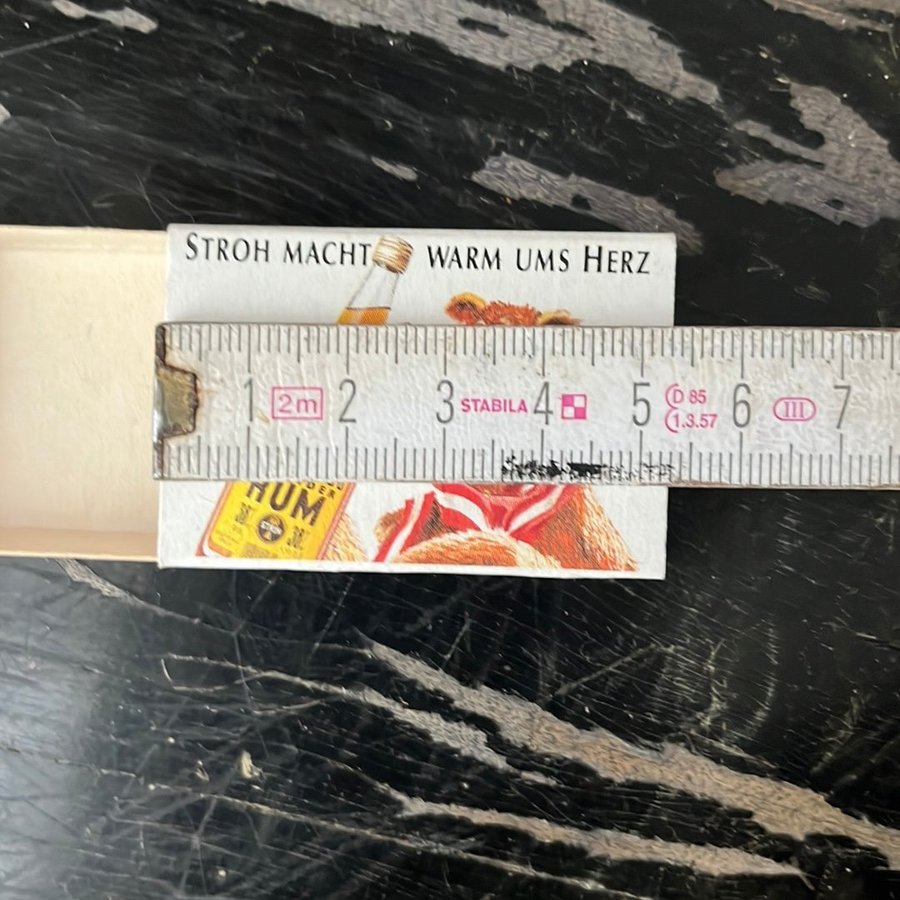 STROH MACHT WARM UMS HERZ
1 2m 2 3 STABILA 4 5 D 85 1.3.57 6 III 7
RUM